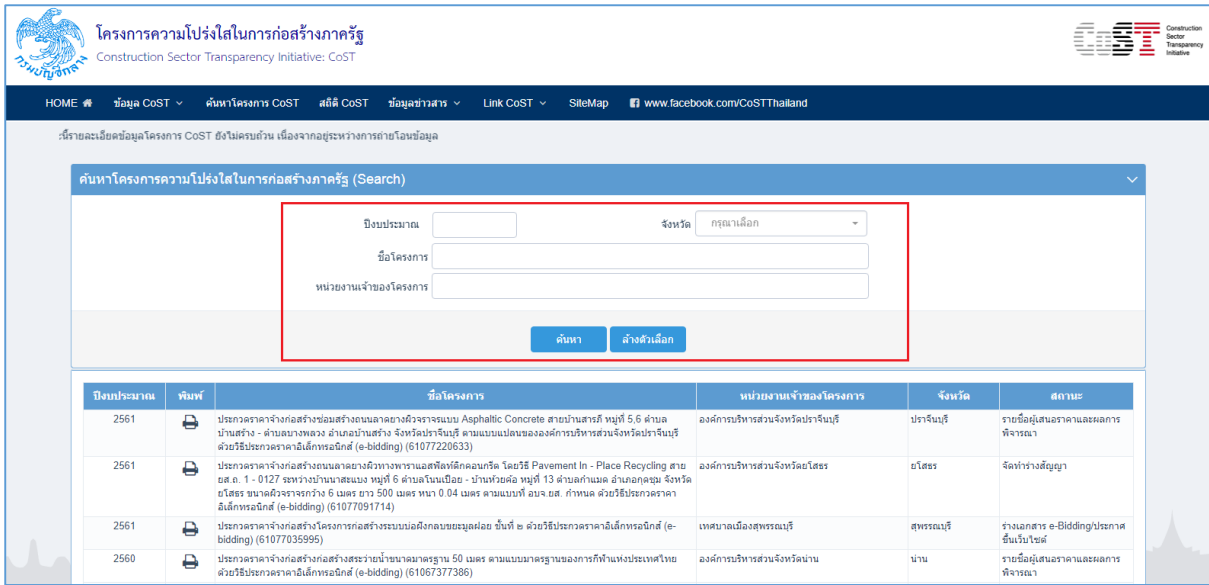 โครงการความโปร่งใสในการก่อสร้างภาครัฐ
Construction Sector Transparency Initiative: CoST
กรมบัญชีกลาง
CoST
Construction
Sector
Transparency
Initiative
HOME ข้อมูล CoST ค้นหาโครงการ CoST สถิติ CoST ข้อมูลข่าวสาร Link CoST SiteMap www.facebook.com/CoSTThailand
:นี้รายละเอียดข้อมูลโครงการ CoST ยังไม่ครบถ้วน เนื่องจากอยู่ระหว่างการถ่ายโอนข้อมูล
ค้นหาโครงการความโปร่งใสในการก่อสร้างภาครัฐ (Search)
ปีงบประมาณ จังหวัด กรุณาเลือก
ชื่อโครงการ
หน่วยงานเจ้าของโครงการ
ค้นหา ล้างตัวเลือก
ปีงบประมาณ พิมพ์ ชื่อโครงการ หน่วยงานเจ้าของโครงการ จังหวัด สถานะ
2561 ประกวดราคาจ้างก่อสร้างซ่อมสร้างถนนลาดยางผิวจราจรแบบ Asphaltic Concrete สายบ้านสารภี หมู่ที่ 5,6 ตำบล องค์การบริหารส่วนจังหวัดปราจีนบุรี ปราจีนบุรี รายชื่อผู้เสนอราคาและผลการ
บ้านสร้าง - ตำบลบางพลวง อำเภอบ้านสร้าง จังหวัดปราจีนบุรี ตามแบบแปลนขององค์การบริหารส่วนจังหวัดปราจีนบุรี พิจารณา
ด้วยวิธีประกวดราคาอิเล็กทรอนิกส์ (e-bidding) (61077220633)
2561 ประกวดราคาจ้างก่อสร้างถนนลาดยางผิวทางพาราแอสฟัลท์ติกคอนกรีต โดยวิธี Pavement In - Place Recycling สาย องค์การบริหารส่วนจังหวัดยโสธร ยโสธร จัดทำร่างสัญญา
ยส.ถ. 1 - 0127 ระหว่างบ้านนาสะแบง หมู่ที่ 6 ตำบลโนนเปือย - บ้านห้วยค้อ หมู่ที่ 13 ตำบลกำแมด อำเภอกุดชุม จังหวัด
ยโสธร ขนาดผิวจราจรกว้าง 6 เมตร ยาว 500 เมตร หนา 0.04 เมตร ตามแบบที่ อบจ.ยส. กำหนด ด้วยวิธีประกวดราคา
อิเล็กทรอนิกส์ (e-bidding) (61077091714)
2561 ประกวดราคาจ้างก่อสร้างโครงการก่อสร้างระบบบ่อฝังกลบขยะมูลฝอย ชั้นที่ ๒ ด้วยวิธีประกวดราคาอิเล็กทรอนิกส์ (e- เทศบาลเมืองสุพรรณบุรี สุพรรณบุรี ร่างเอกสาร e-Bidding/ประกาศ
bidding) (61077035995) ขึ้นเว็บไซต์
2560 ประกวดราคาจ้างก่อสร้างก่อสร้างสระว่ายน้ำขนาดมาตรฐาน 50 เมตร ตามแบบมาตรฐานของการกีฬาแห่งประเทศไทย องค์การบริหารส่วนจังหวัดน่าน น่าน รายชื่อผู้เสนอราคาและผลการ
ด้วยวิธีประกวดราคาอิเล็กทรอนิกส์ (e-bidding) (61067377386) พิจารณา